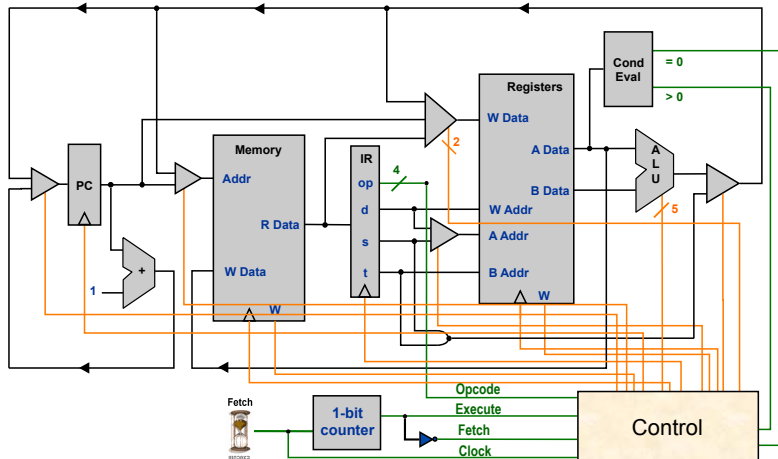 Cond
Eval
= 0
> 0
Registers
W Data
2
A Data
A
L
U
B Data
5
W Addr
A Addr
B Addr
W
PC
+
1
Memory
Addr
R Data
W Data
W
IR
op
4
d
s
t
Fetch
1-bit
counter
Opcode
Execute
Fetch
Clock
Control